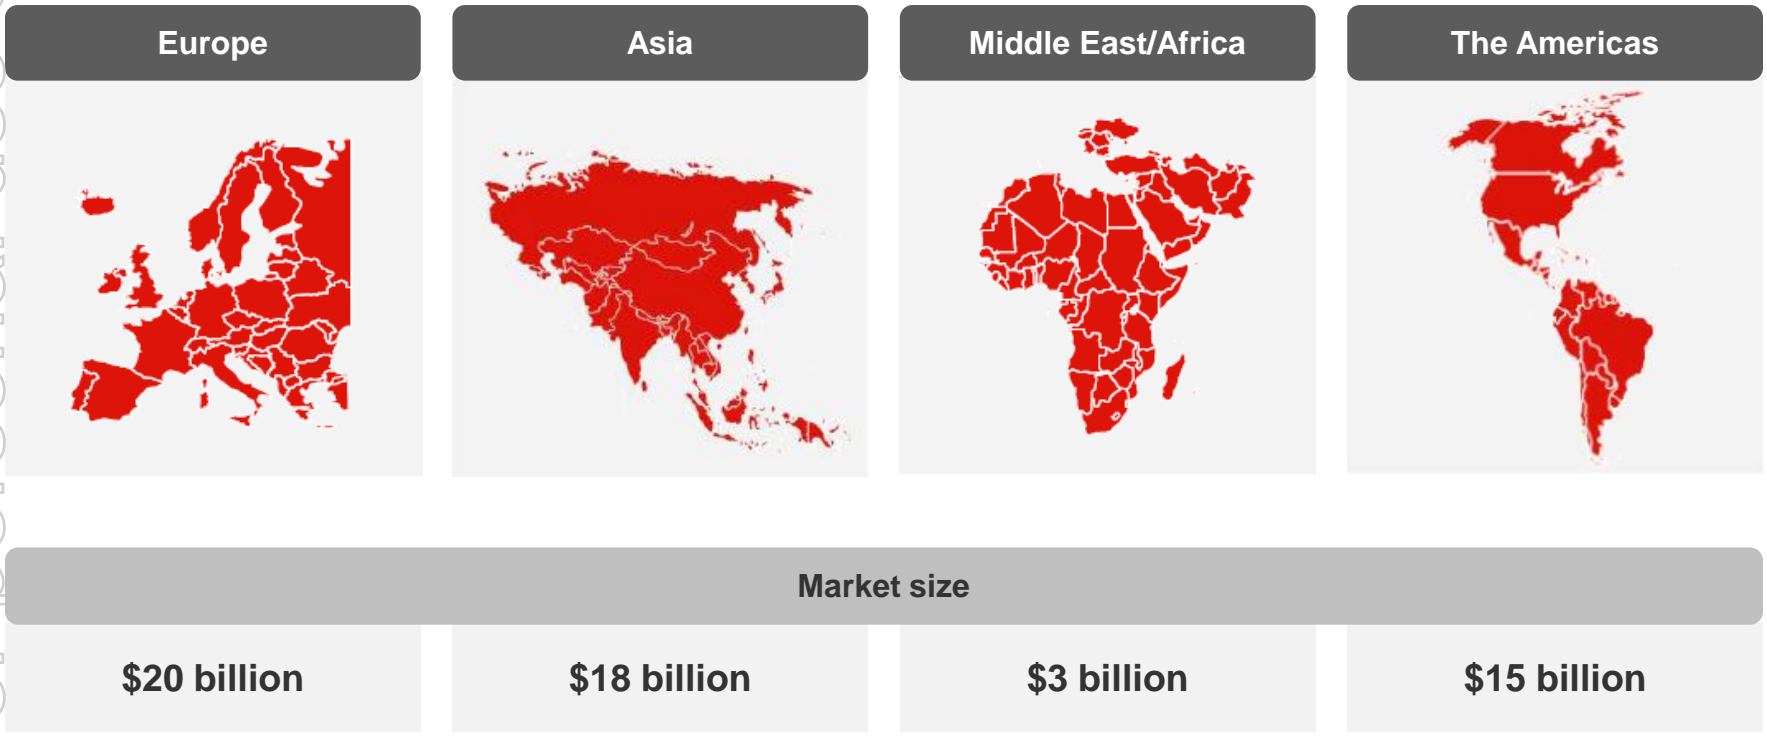 Europe
Asia
Middle East/Africa
The Americas
Market size
$20 billion
$18 billion
$3 billion
$15 billion